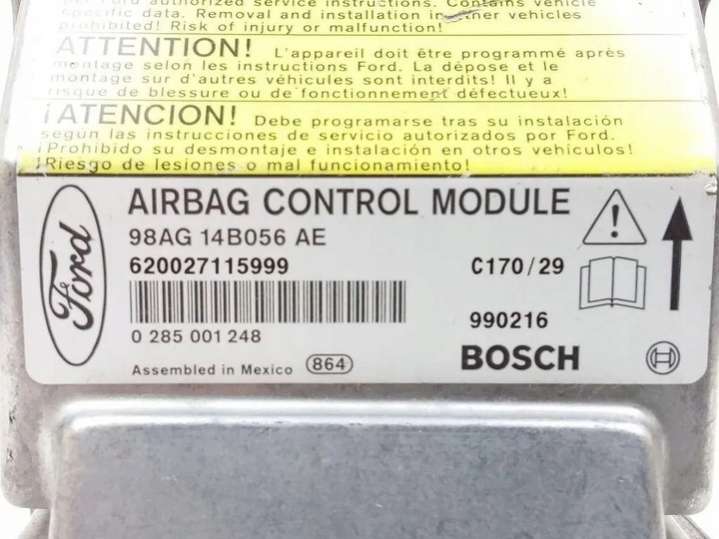 per Ford authorized service instructions. Contains vehicle
specific data. Removal and installation in other vehicles
prohibited! Risk of injury or malfunction!
ATTENTION! L'appareil doit être programmé après
montage selon les instructions Ford. La dépose et le
montage sur d'autres véhicules sont interdits! Il y a
risque de blessure ou de fonctionnement défectueux!
¡ATENCION! Debe programarse tras su instalación
segun las instrucciones de servicio autorizados por Ford.
¡Prohibido su desmontaje e instalación en otros vehículos!
¡Riesgo de lesiones o mal funcionamiento!
Ford
AIRBAG CONTROL MODULE
98AG 14B056 AE
620027115999 C170/29
990216
0 285 001 248
BOSCH
Assembled in Mexico 864